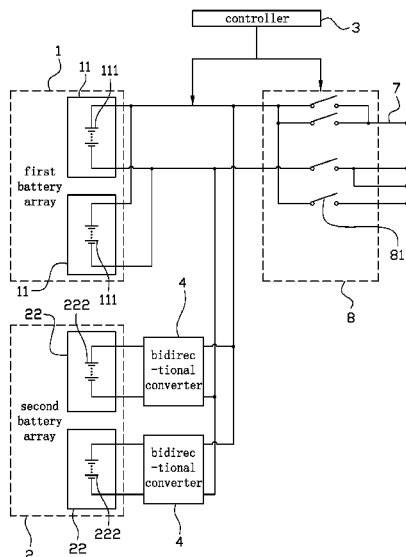 controller
3
1
11
111
7
first
battery
array
11
111
81
8
4
22
222
bidirec
-tional
converter
second
battery
array
bidirec
-tional
converter
2
22
222
4